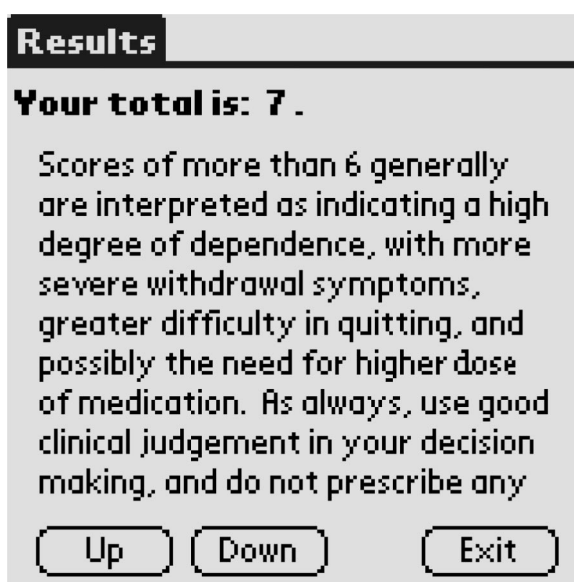 Results
Your total is: 7.
Scores of more than 6 generally
are interpreted as indicating a high
degree of dependence, with more
severe withdrawal symptoms,
greater difficulty in quitting, and
possibly the need for higher dose
of medication. As always, use good
clinical judgement in your decision
making, and do not prescribe any
Up Down Exit